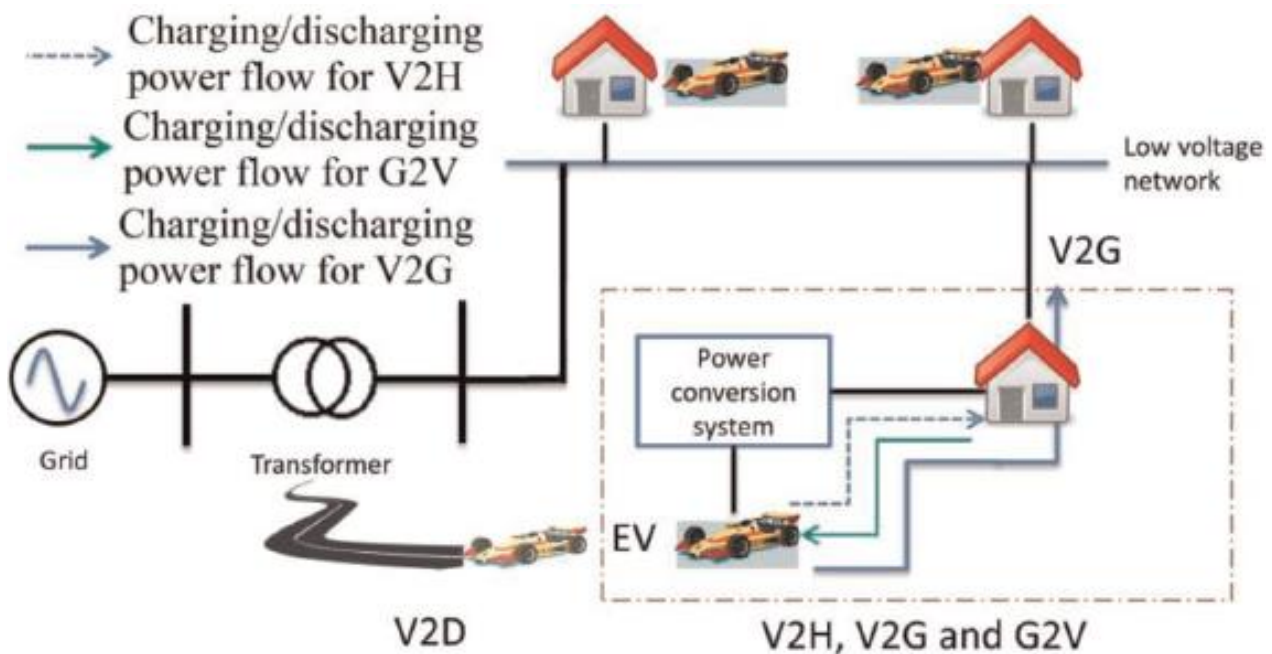 Charging/discharging
power flow for V2H
Charging/discharging
power flow for G2V
Charging/discharging
power flow for V2G
Low voltage
network
V2G
Power
conversion
system
Grid
Transformer
EV
V2D
V2H, V2G and G2V